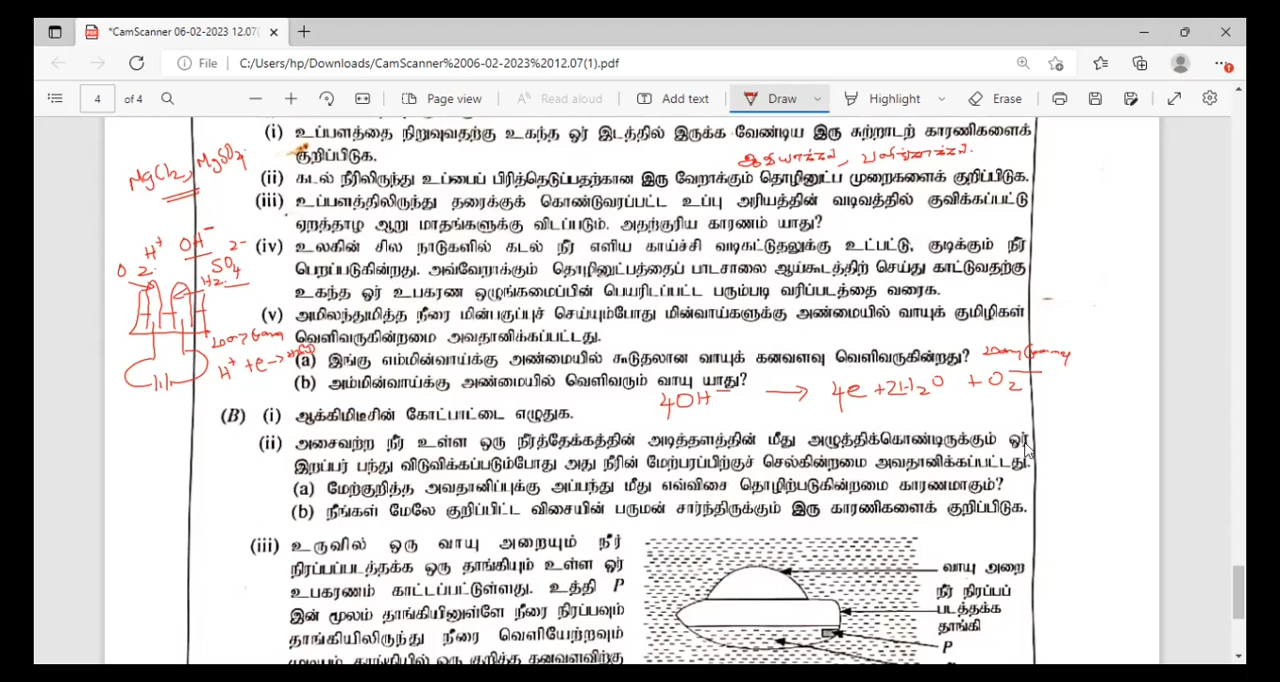 *CamScanner 06-02-2023 12.07(
File C:/Users/hp/Downloads/CamScanner%2006-02-2023%2012.07(1).pdf
4 of 4 Page view Read aloud Add text Draw Highlight Erase
(i) உப்பளத்தை நிறுவுவதற்கு உகந்த ஓர் இடத்தில் இருக்க வேண்டிய இரு சுற்றாடற் காரணிகளைக்
குறிப்பிடுக.
MgCl2, MgSO4
(ii) கடல் நீரிலிருந்து உப்பைப் பிரித்தெடுப்பதற்கான இரு வேறாக்கும் தொழினுட்ப முறைகளைக் குறிப்பிடுக.
(iii) உப்பளத்திலிருந்து தரைக்குக் கொண்டுவரப்பட்ட உப்பு அரியத்தின் வடிவத்தில் குவிக்கப்பட்டு
ஏறத்தாழ ஆறு மாதங்களுக்கு விடப்படும். அதற்குரிய காரணம் யாது?
H+ OH- 2-
(iv) உலகின் சில நாடுகளில் கடல் நீர் எளிய காய்ச்சி வடிகட்டுதலுக்கு உட்பட்டு, குடிக்கும் நீர்
O2 SO4
பெறப்படுகின்றது. அவ்வேறாக்கும் தொழினுட்பத்தைப் பாடசாலை ஆய்கூடத்திற் செய்து காட்டுவதற்கு
H2
உகந்த ஓர் உபகரண ஒழுங்கமைப்பின் பெயரிடப்பட்ட பரும்படி வரிப்படத்தை வரைக.
(v) அமிலந்துமித்த நீரை மின்பகுப்புச் செய்யும்போது மின்வாய்களுக்கு அண்மையில் வாயுக் குமிழிகள்
வெளிவருகின்றமை அவதானிக்கப்பட்டது.
(a) இங்கு எம்மின்வாய்க்கு அண்மையில் கூடுதலான வாயுக் கனவளவு வெளிவருகின்றது?
H+ + e →
(b) அம்மின்வாய்க்கு அண்மையில் வெளிவரும் வாயு யாது?
4OH- → 4e + 2H2O + O2
(B) (i) ஆக்கிமிடீசின் கோட்பாட்டை எழுதுக.
(ii) அசைவற்ற நீர் உள்ள ஒரு நீர்த்தேக்கத்தின் அடித்தளத்தின் மீது அழுத்திக்கொண்டிருக்கும் ஓர்
இறப்பர் பந்து விடுவிக்கப்படும்போது அது நீரின் மேற்பரப்பிற்குச் செல்கின்றமை அவதானிக்கப்பட்டது.
(a) மேற்குறித்த அவதானிப்புக்கு அப்பந்து மீது எவ்விசை தொழிற்படுகின்றமை காரணமாகும்?
(b) நீங்கள் மேலே குறிப்பிட்ட விசையின் பருமன் சார்ந்திருக்கும் இரு காரணிகளைக் குறிப்பிடுக.
(iii) உருவில் ஒரு வாயு அறையும் நீர்
நிரப்பப்படத்தக்க ஒரு தாங்கியும் உள்ள ஓர்
உபகரணம் காட்டப்பட்டுள்ளது. உத்தி P
இன் மூலம் தாங்கியினுள்ளே நீரை நிரப்பவும்
தாங்கியிலிருந்து நீரை வெளியேற்றவும்
வாயு அறை
நீர் நிரப்பப்
படத்தக்க
தாங்கி
P